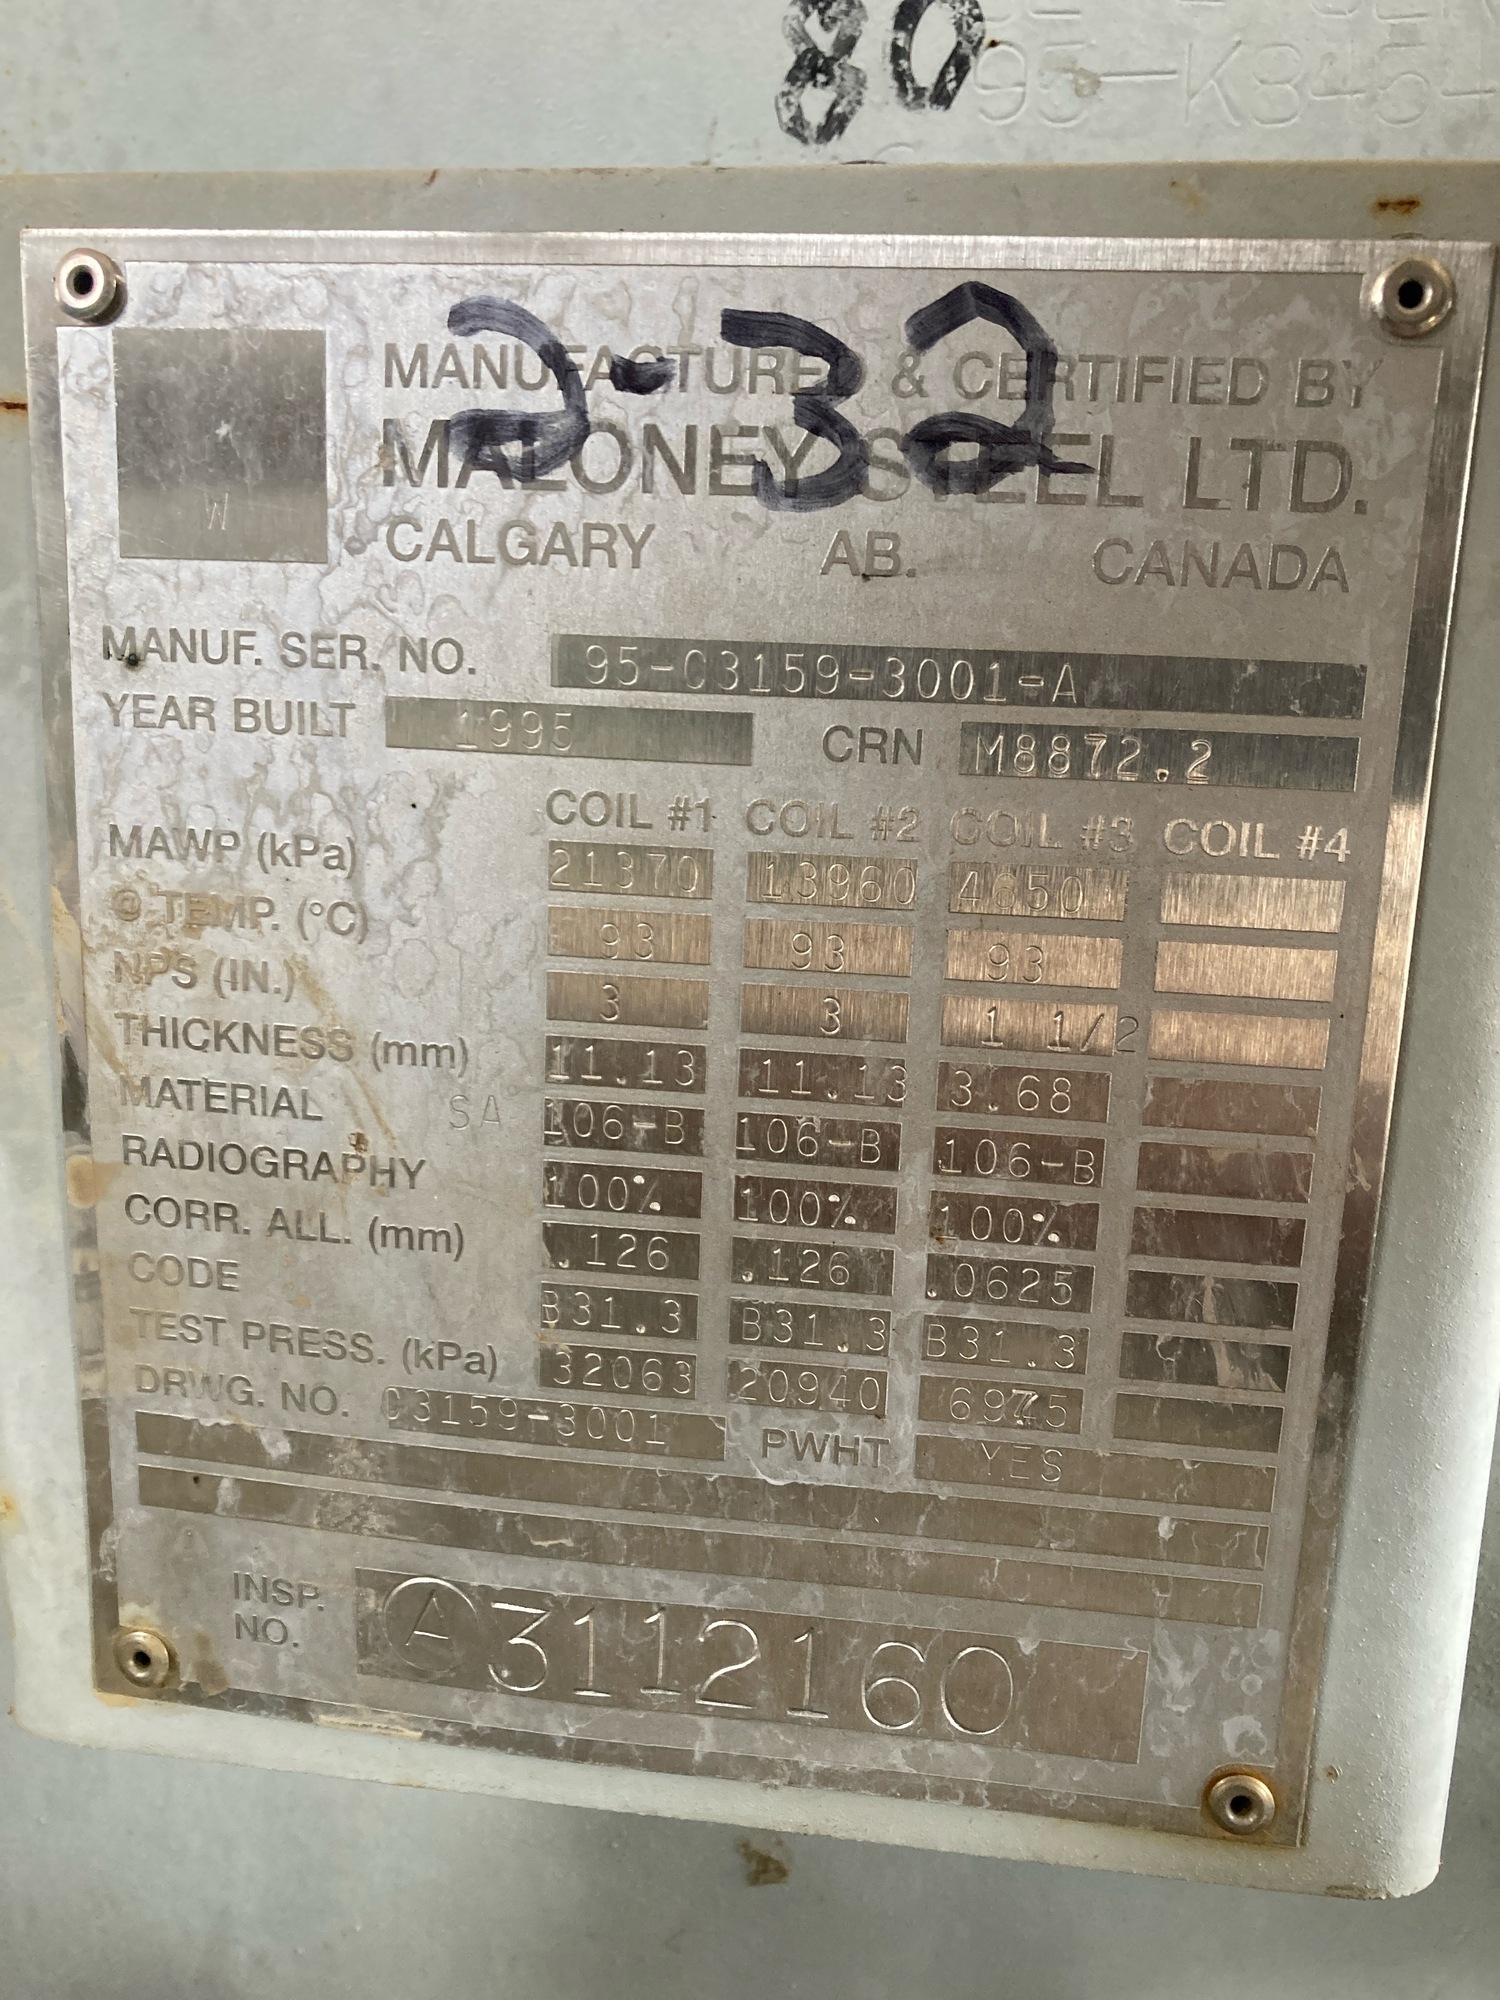 80
95-K3454
2-32
MANUFACTURED & CERTIFIED BY
MALONEY STEEL LTD.
CALGARY AB. CANADA
W
MANUF. SER. NO. 95-C3159-3001-A
YEAR BUILT 1995 CRN M8872.2
COIL #1 COIL #2 COIL #3 COIL #4
MAWP (kPa) 21370 13960 4650
@ TEMP. (°C) 93 93 93
NPS (IN.) 3 3 1 1/2
THICKNESS (mm) 11.13 11.13 3.68
MATERIAL SA 106-B 106-B 106-B
RADIOGRAPHY 100% 100% 100%
CORR. ALL. (mm) .126 .126 .0625
CODE B31.3 B31.3 B31.3
TEST PRESS. (kPa) 32063 20940 6975
DRWG. NO. C3159-3001 PWHT YES
INSP. NO. A 3112160